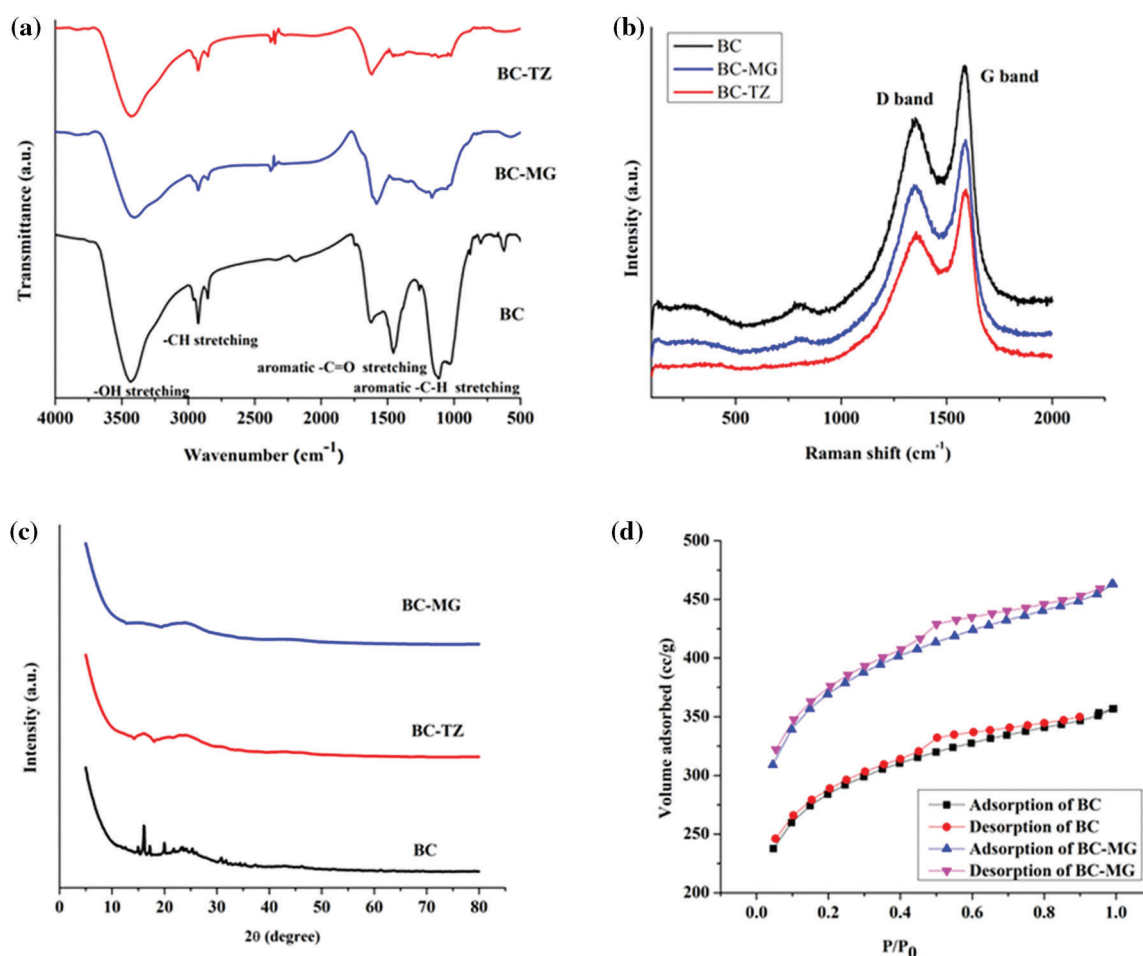 (a)
BC-TZ
BC-MG
BC
-CH stretching
aromatic -C=O stretching
-OH stretching
aromatic -C-H stretching
Transmittance (a.u.)
4000 3500 3000 2500 2000 1500 1000 500
Wavenumber (cm-1)
(b)
BC
BC-MG
BC-TZ
D band
G band
Intensity (a.u.)
500 1000 1500 2000
Raman shift (cm-1)
(c)
BC-MG
BC-TZ
BC
Intensity (a.u.)
0 10 20 30 40 50 60 70 80
2θ (degree)
(d)
500
450
400
350
300
250
200
Volume adsorbed (cc/g)
Adsorption of BC
Desorption of BC
Adsorption of BC-MG
Desorption of BC-MG
0.0 0.2 0.4 0.6 0.8 1.0
P/P0